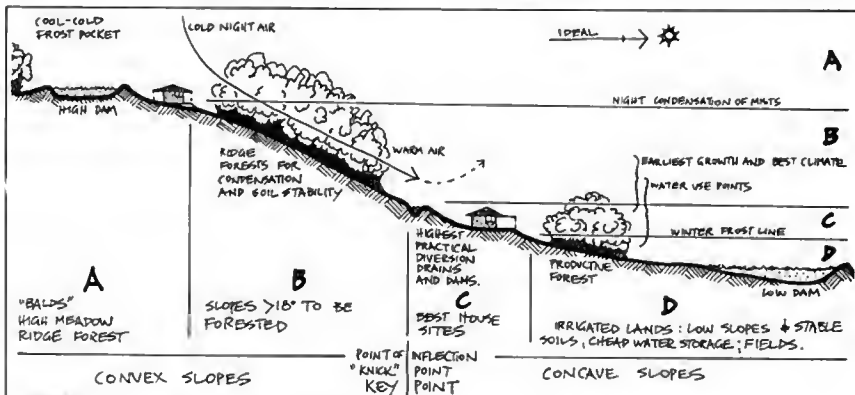 COOL-COLD
FROST POCKET
COLD NIGHT AIR
IDEAL
A
HIGH DAM
NIGHT CONDENSATION OF MISTS
B
WARM AIR
RIDGE
FORESTS FOR
CONDENSATION
AND SOIL STABILITY
EARLIEST GROWTH AND BEST CLIMATE
WATER USE POINTS
C
WINTER FROST LINE
D
HIGHEST
PRACTICAL
DIVERSION
DRAINS
AND DAMS.
PRODUCTIVE
FOREST
LOW DAM
A
"BALDS"
HIGH MEADOW
RIDGE FOREST
B
SLOPES >18° TO BE
FORESTED
C
BEST HOUSE
SITES
D
IRRIGATED LANDS: LOW SLOPES & STABLE
SOILS, CHEAP WATER STORAGE; FIELDS.
CONVEX SLOPES
POINT OF
"KNICK"
KEY
INFLECTION
POINT
POINT
CONCAVE SLOPES